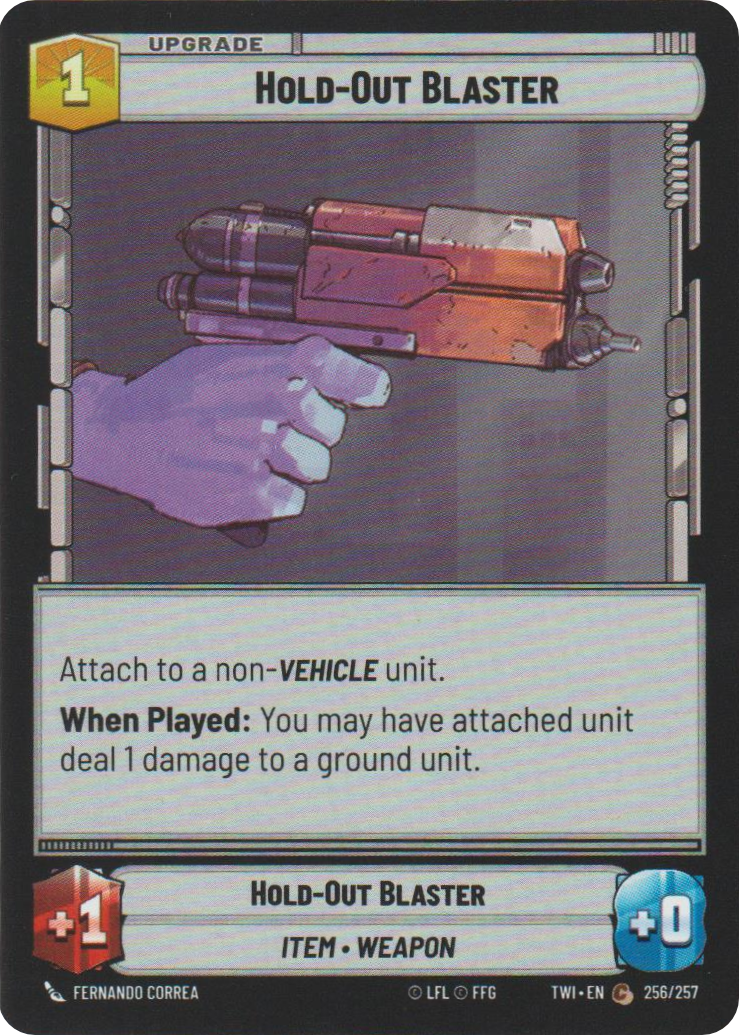 UPGRADE
1
HOLD-OUT BLASTER
Attach to a non-VEHICLE unit.
When Played: You may have attached unit
deal 1 damage to a ground unit.
+1
HOLD-OUT BLASTER
+0
ITEM • WEAPON
FERNANDO CORREA
© LFL © FFG
TWI • EN C 256/257